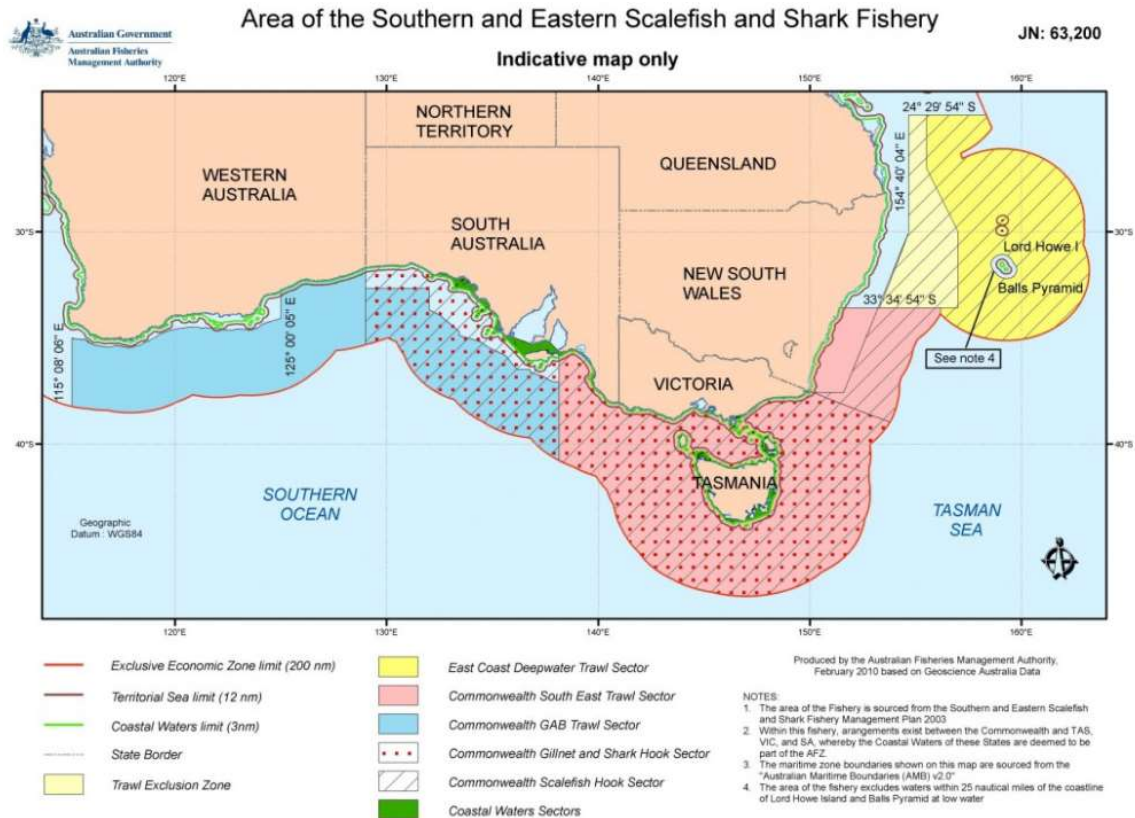 Area of the Southern and Eastern Scalefish and Shark Fishery
Australian Government
Australian Fisheries
Management Authority
JN: 63,200
Indicative map only
120°E
130°E
140°E
150°E
160°E
24° 29' 54" S
NORTHERN
TERRITORY
WESTERN
AUSTRALIA
QUEENSLAND
154° 40' 04" E
SOUTH
AUSTRALIA
30°S
30°S
Lord Howe I
NEW SOUTH
WALES
Balls Pyramid
33° 34' 54" S
115° 08' 06" E
125° 00' 05" E
See note 4
VICTORIA
40°S
40°S
TASMANIA
SOUTHERN
OCEAN
TASMAN
SEA
Geographic
Datum : WGS84
120°E
130°E
140°E
150°E
160°E
Exclusive Economic Zone limit (200 nm)
Territorial Sea limit (12 nm)
Coastal Waters limit (3nm)
State Border
Trawl Exclusion Zone
East Coast Deepwater Trawl Sector
Commonwealth South East Trawl Sector
Commonwealth GAB Trawl Sector
Commonwealth Gillnet and Shark Hook Sector
Commonwealth Scalefish Hook Sector
Coastal Waters Sectors
Produced by the Australian Fisheries Management Authority,
February 2010 based on Geoscience Australia Data
NOTES:
1. The area of the Fishery is sourced from the Southern and Eastern Scalefish
and Shark Fishery Management Plan 2003
2. Within this fishery, arangements exist between the Commonwealth and TAS,
VIC, and SA, whereby the Coastal Waters of these States are deemed to be
part of the AFZ.
3. The maritime zone boundaries shown on this map are sourced from the
"Australian Maritime Boundaries (AMB) v2.0"
4. The area of the fishery excludes waters within 25 nautical miles of the coastline
of Lord Howe Island and Balls Pyramid at low water